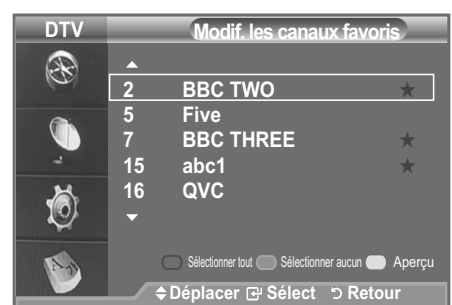 DTV Modif. les canaux favoris
2 BBC TWO ★
5 Five
7 BBC THREE ★
15 abc1 ★
16 QVC
Sélectionner tout Sélectionner aucun Aperçu
Déplacer Sélect Retour